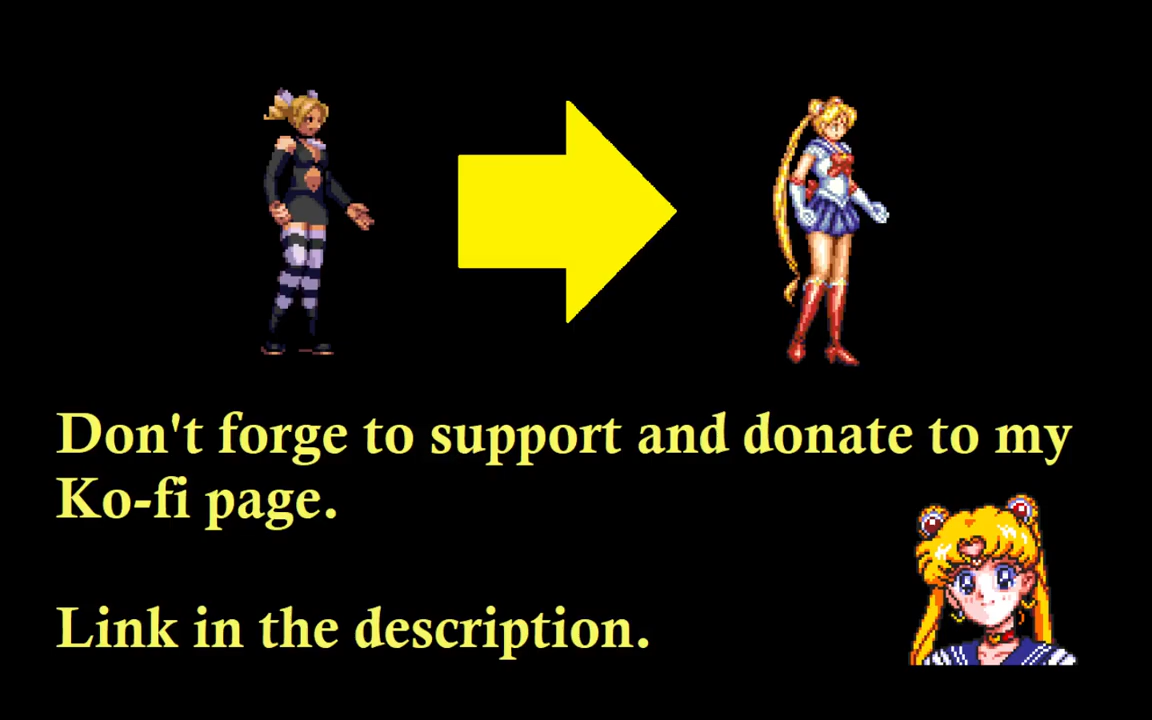 Don't forge to support and donate to my
Ko-fi page.
Link in the description.